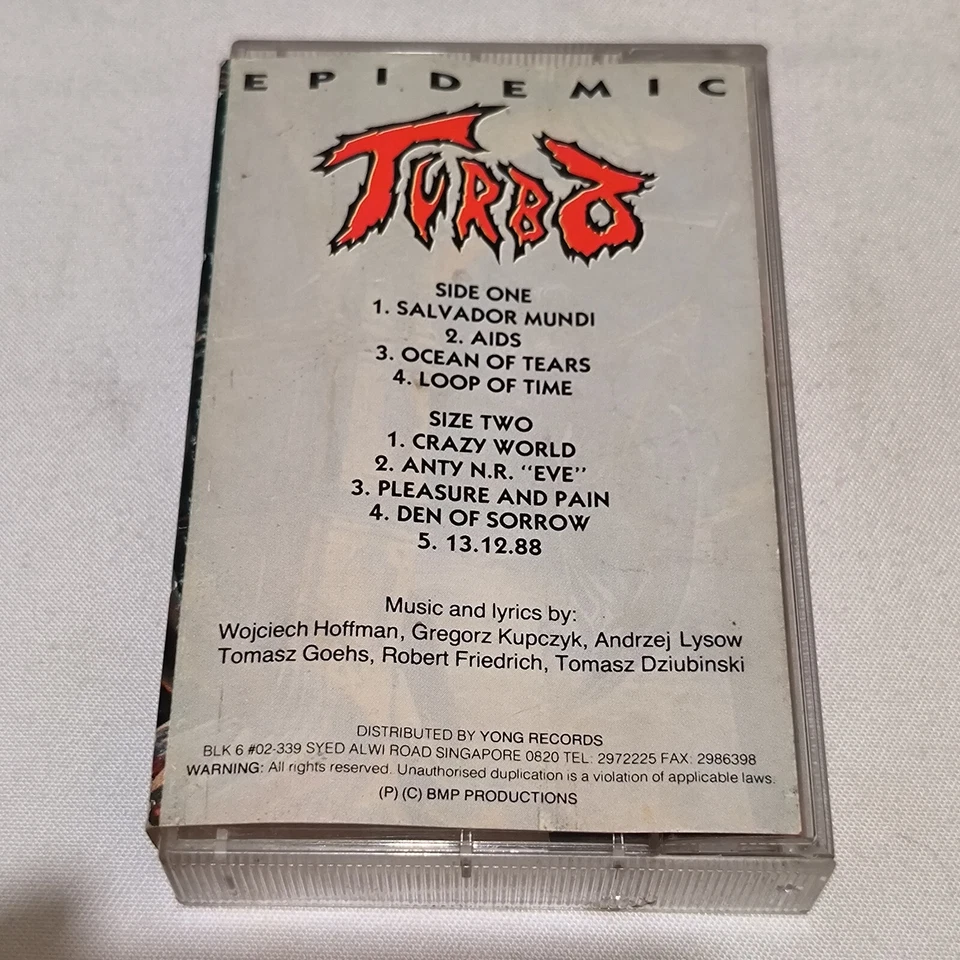 EPIDEMIC
TURBO
SIDE ONE
1. SALVADOR MUNDI
2. AIDS
3. OCEAN OF TEARS
4. LOOP OF TIME
SIZE TWO
1. CRAZY WORLD
2. ANTY N.R. "EVE"
3. PLEASURE AND PAIN
4. DEN OF SORROW
5. 13.12.88
Music and lyrics by:
Wojciech Hoffman, Gregorz Kupczyk, Andrzej Lysow
Tomasz Goehs, Robert Friedrich, Tomasz Dziubinski
DISTRIBUTED BY YONG RECORDS
BLK 6 #02-339 SYED ALWI ROAD SINGAPORE 0820 TEL: 2972225 FAX: 2986398
WARNING: All rights reserved. Unauthorised duplication is a violation of applicable laws.
(P) (C) BMP PRODUCTIONS